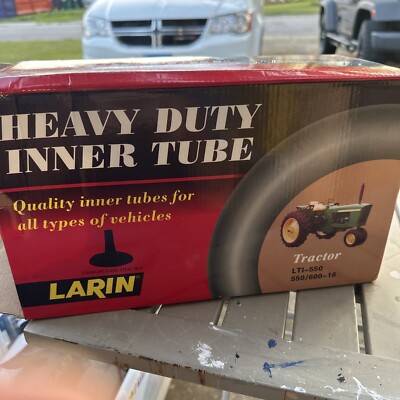 HEAVY DUTY
INNER TUBE
Quality inner tubes for
all types of vehicles
LARIN
Tractor
LTI-550
550/600-16